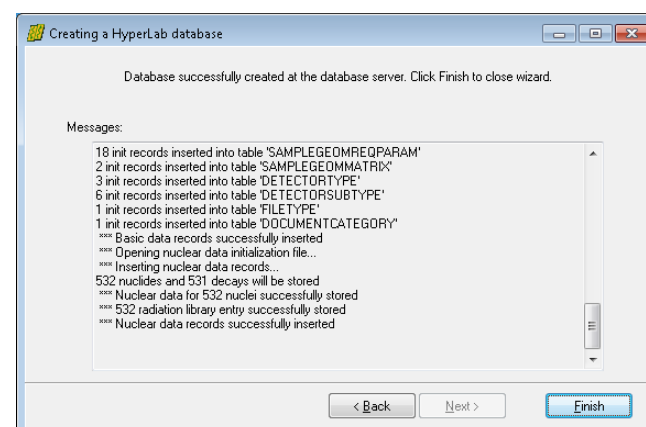 Creating a HyperLab database
Database successfully created at the database server. Click Finish to close wizard.
Messages:
18 init records inserted into table 'SAMPLEGEOMREQPARAM'
2 init records inserted into table 'SAMPLEGEOMMATRIX'
3 init records inserted into table 'DETECTORTYPE'
6 init records inserted into table 'DETECTORSUBTYPE'
1 init records inserted into table 'FILETYPE'
1 init records inserted into table 'DOCUMENTCATEGORY'
*** Basic data records successfully inserted
*** Opening nuclear data initialization file...
*** Inserting nuclear data records...
532 nuclides and 531 decays will be stored
*** Nuclear data for 532 nuclei successfully stored
*** 532 radiation library entry successfully stored
*** Nuclear data records successfully inserted
< Back Next > Finish